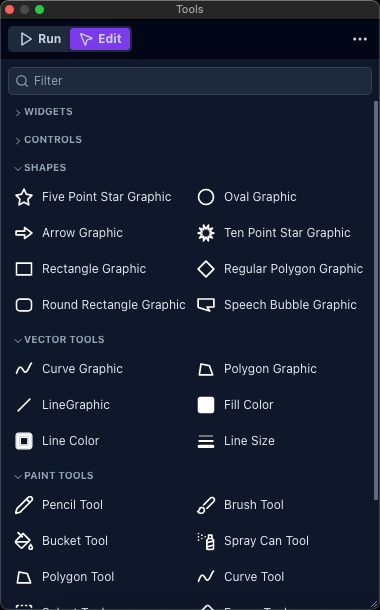 Tools
Run Edit
Filter
WIDGETS
CONTROLS
SHAPES
Five Point Star Graphic Oval Graphic
Arrow Graphic Ten Point Star Graphic
Rectangle Graphic Regular Polygon Graphic
Round Rectangle Graphic Speech Bubble Graphic
VECTOR TOOLS
Curve Graphic Polygon Graphic
LineGraphic Fill Color
Line Color Line Size
PAINT TOOLS
Pencil Tool Brush Tool
Bucket Tool Spray Can Tool
Polygon Tool Curve Tool